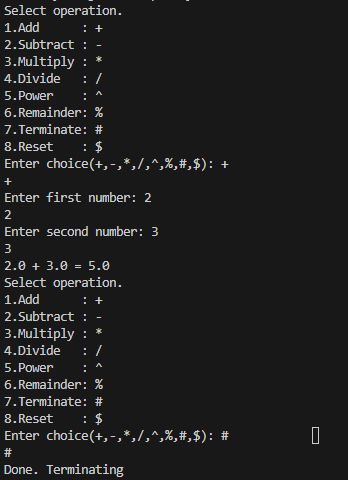 Select operation.
1.Add      : +
2.Subtract : -
3.Multiply : *
4.Divide   : /
5.Power    : ^
6.Remainder: %
7.Terminate: #
8.Reset    : $
Enter choice(+,-,*,/,^,%,#,$): +
+
Enter first number: 2
2
Enter second number: 3
3
2.0 + 3.0 = 5.0
Select operation.
1.Add      : +
2.Subtract : -
3.Multiply : *
4.Divide   : /
5.Power    : ^
6.Remainder: %
7.Terminate: #
8.Reset    : $
Enter choice(+,-,*,/,^,%,#,$): #
#
Done. Terminating